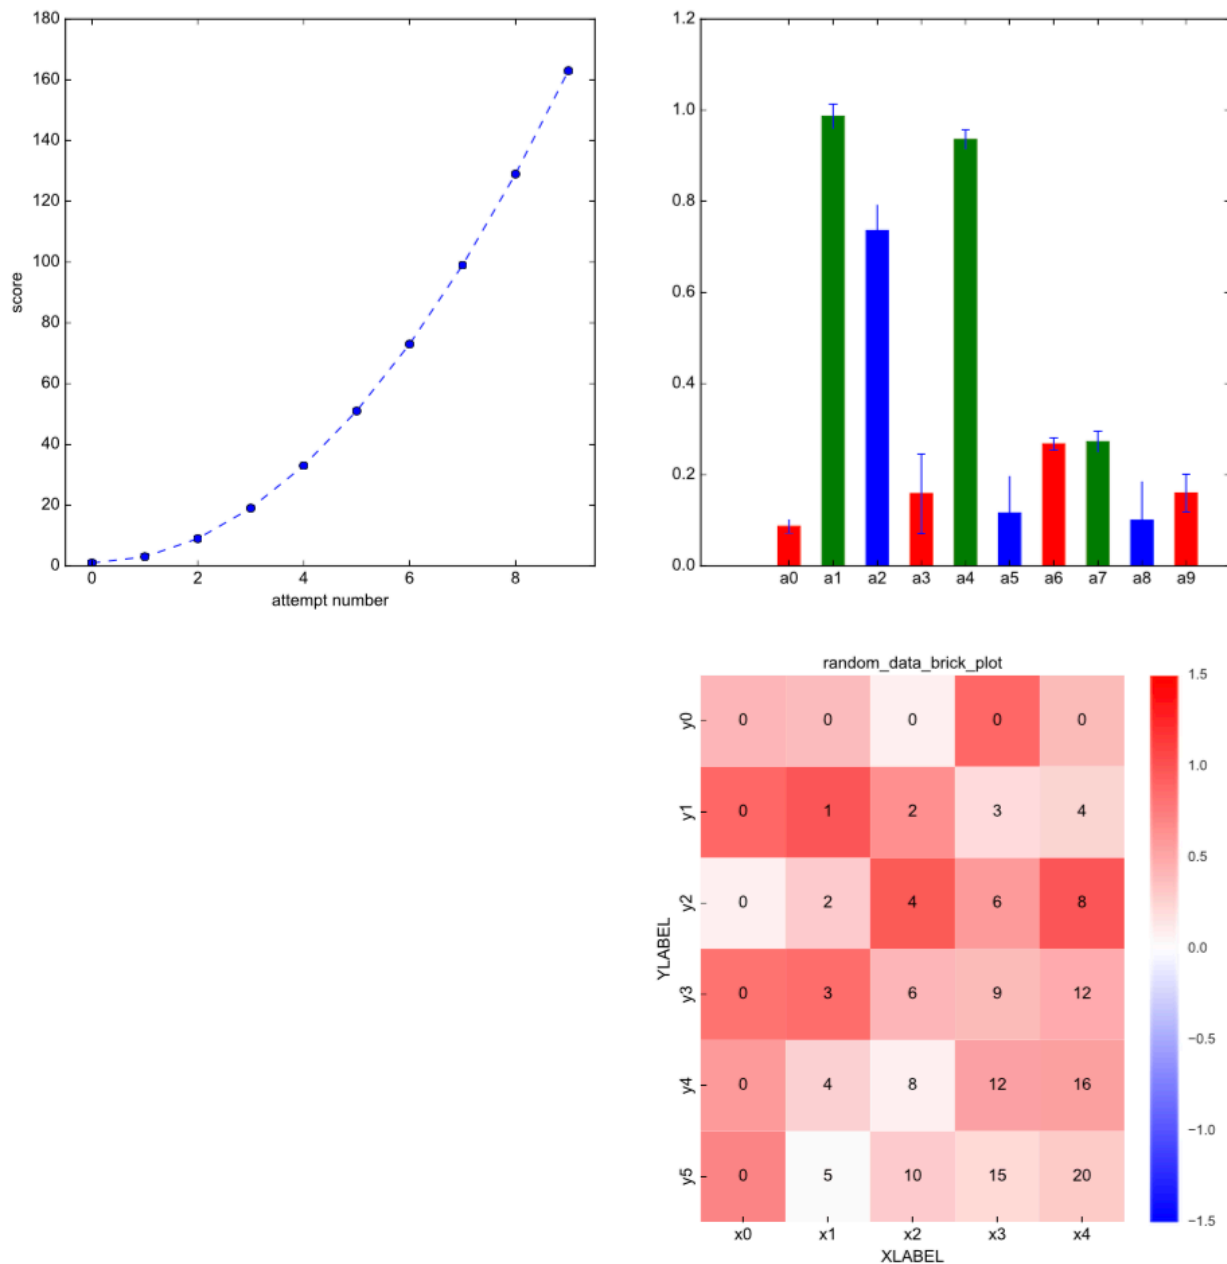 180
160
140
120
100
80
60
40
20
0
score
0 2 4 6 8
attempt number
1.2
1.0
0.8
0.6
0.4
0.2
0.0
a0 a1 a2 a3 a4 a5 a6 a7 a8 a9
random_data_brick_plot
y0 0 0 0 0 0
y1 0 1 2 3 4
y2 0 2 4 6 8
y3 0 3 6 9 12
y4 0 4 8 12 16
y5 0 5 10 15 20
YLABEL
x0 x1 x2 x3 x4
XLABEL
1.5
1.0
0.5
0.0
−0.5
−1.0
−1.5